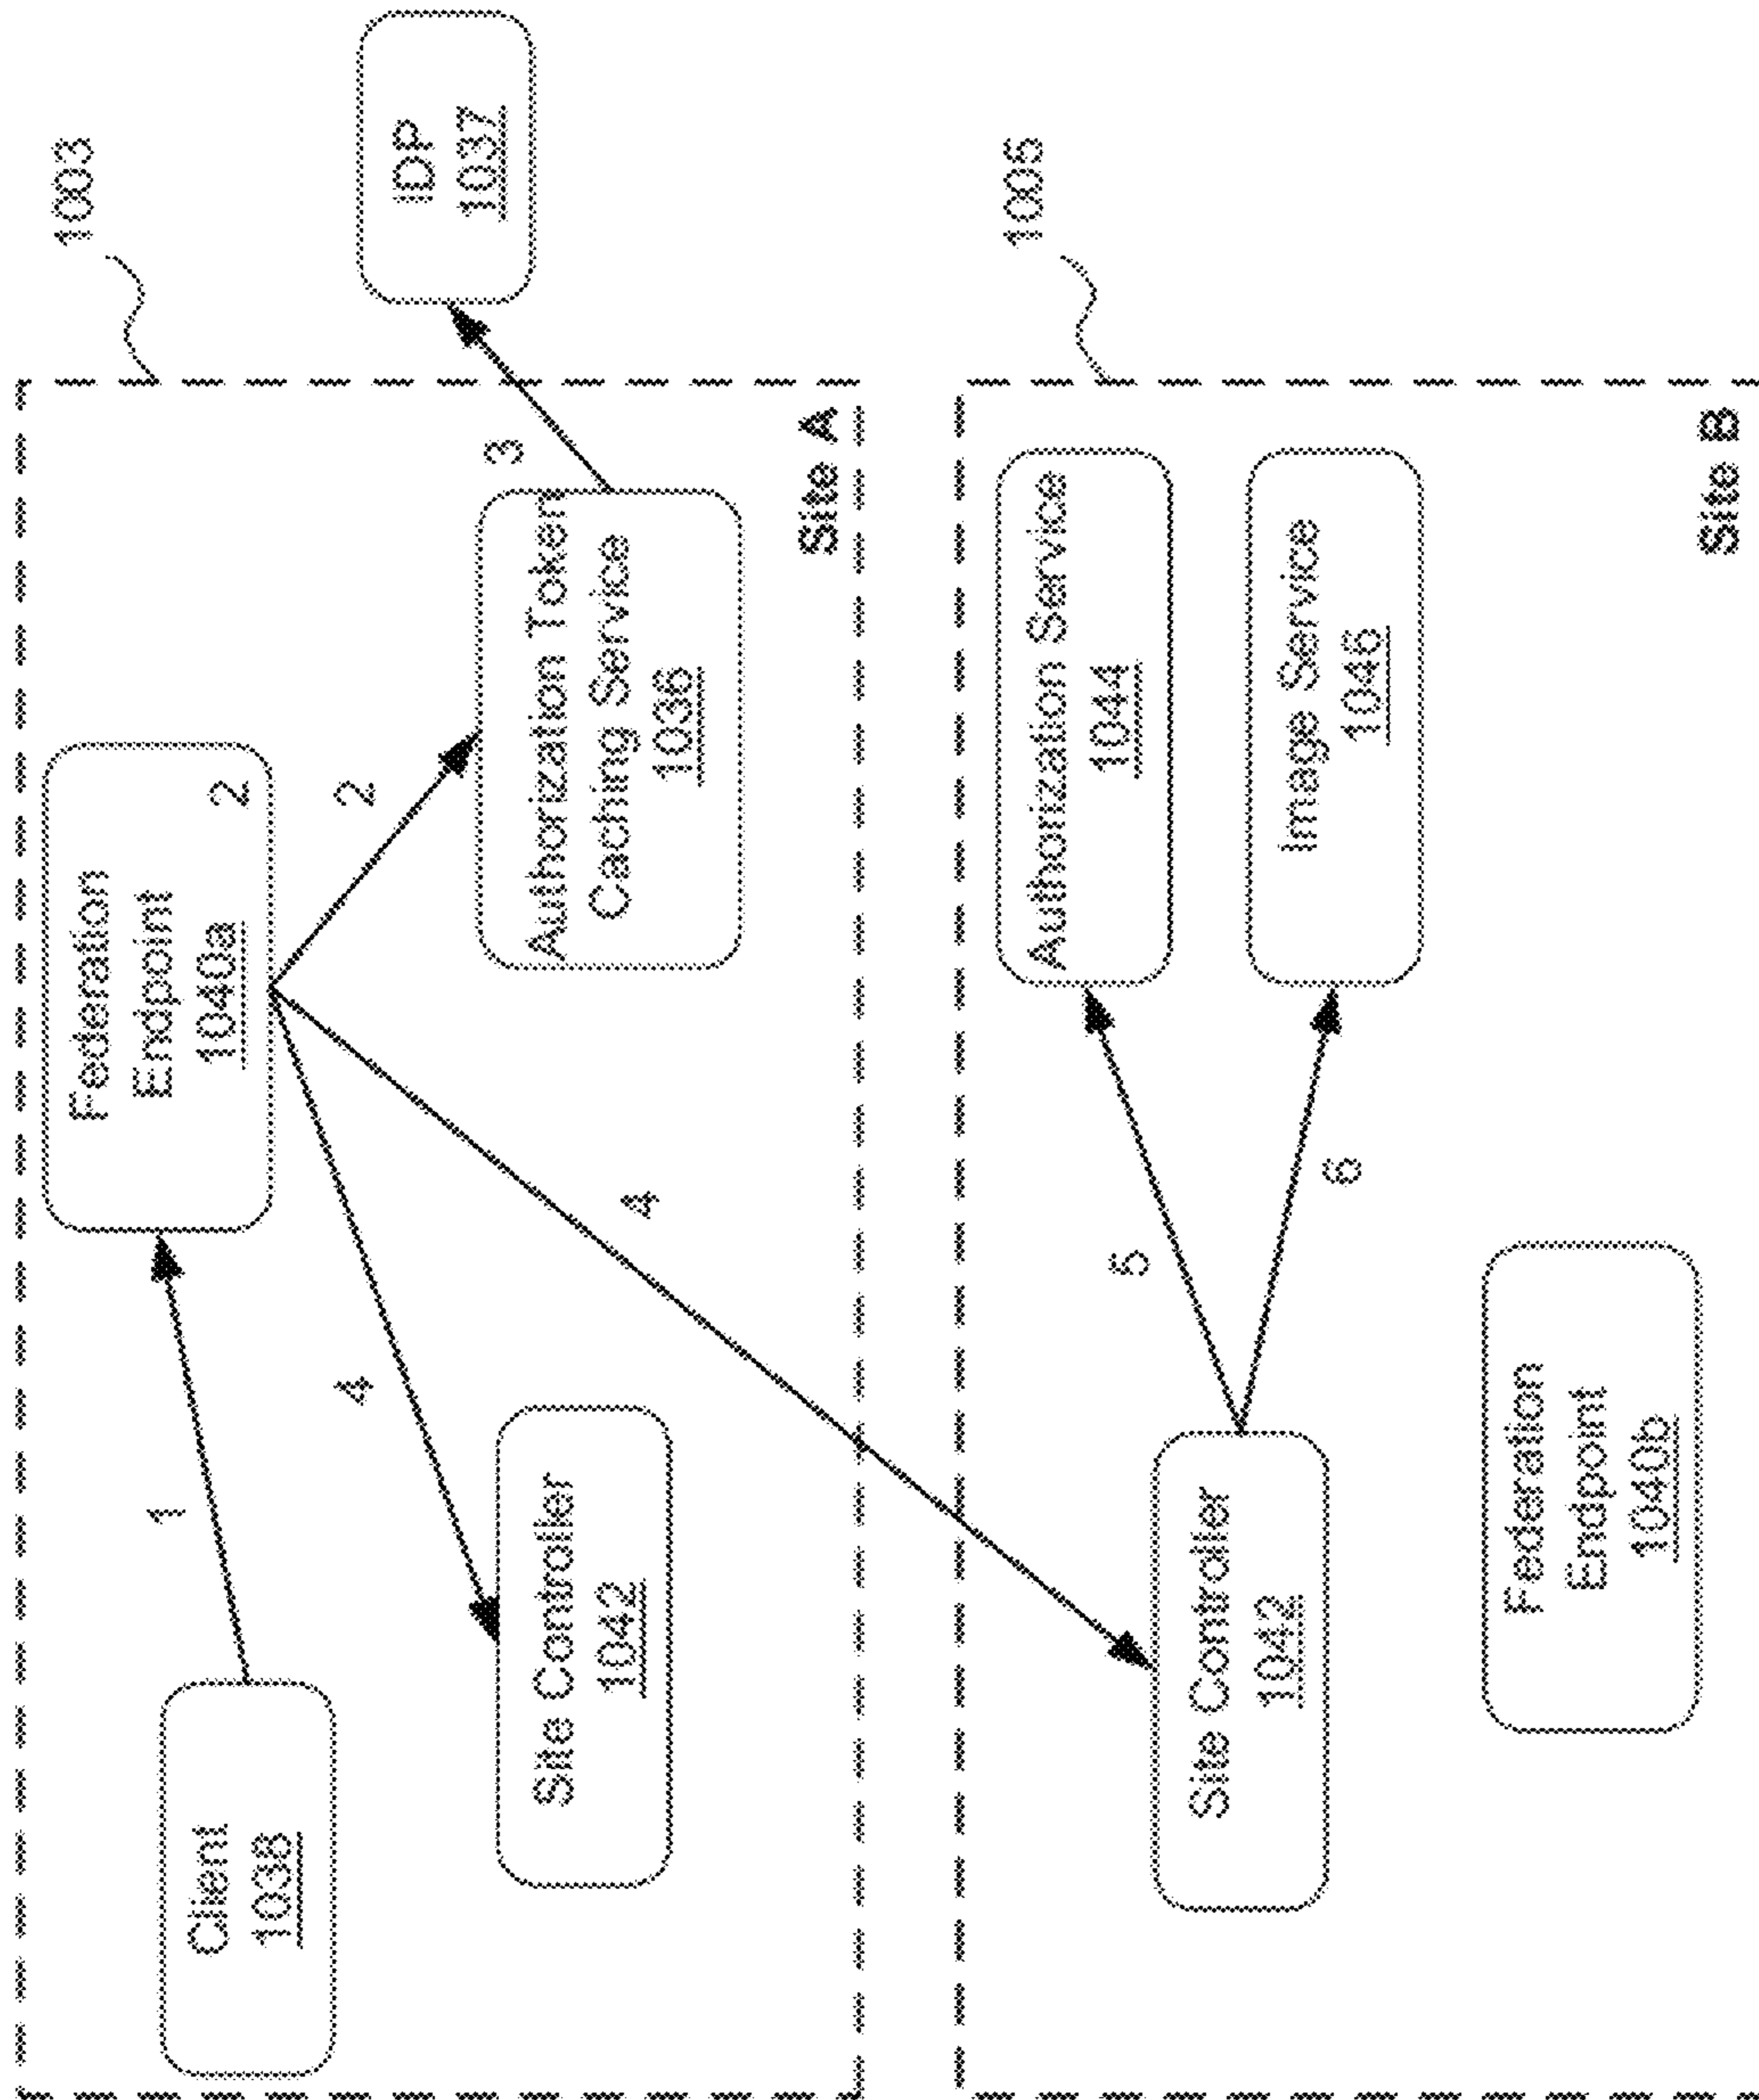 1003
Client
1038
1
Federation
Endpoint
1040a
2
2
4
4
Site Controller
1042
Authorization Token
Caching Service
1036
3
IDP
1037
Site A
1005
Site Controller
1042
5
6
Authorization Service
1044
Image Service
1046
Federation
Endpoint
1040b
Site B